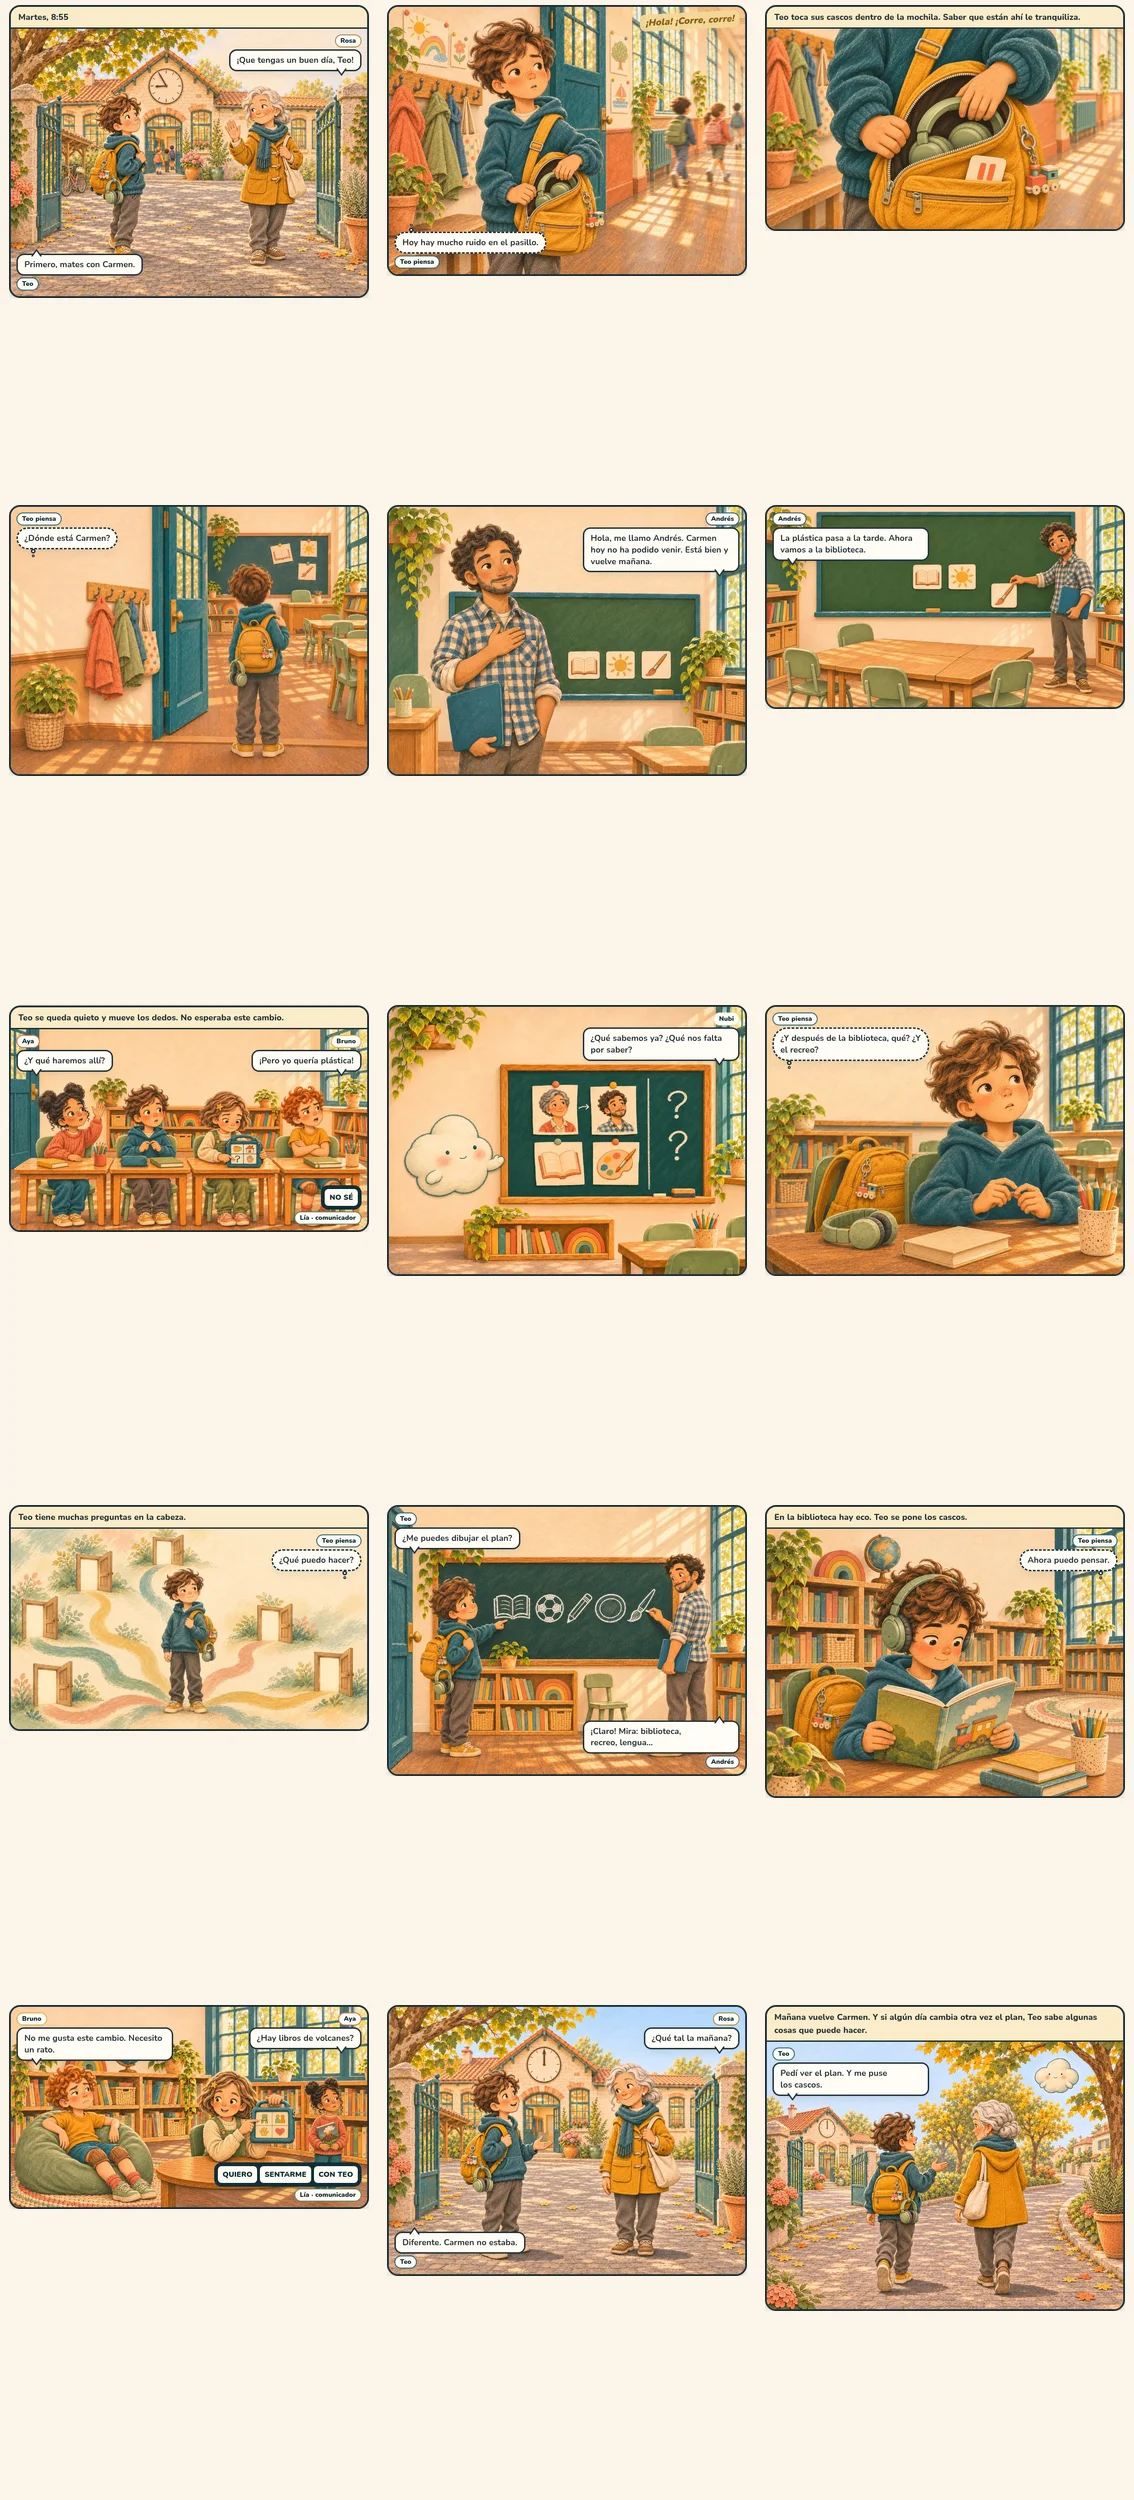 Martes, 8:55
Rosa
¡Que tengas un buen día, Teo!
Primero, mates con Carmen.
Teo
¡Hola! ¡Corre, corre!
Hoy hay mucho ruido en el pasillo.
Teo piensa
Teo toca sus cascos dentro de la mochila. Saber que están ahí le tranquiliza.
Teo piensa
¿Dónde está Carmen?
Andrés
Hola, me llamo Andrés. Carmen
hoy no ha podido venir. Está bien y
vuelve mañana.
Andrés
La plástica pasa a la tarde. Ahora
vamos a la biblioteca.
Teo se queda quieto y mueve los dedos. No esperaba este cambio.
Aya
¿Y qué haremos allí?
Bruno
¡Pero yo quería plástica!
?
NO SÉ
Lía · comunicador
Nubi
¿Qué sabemos ya? ¿Qué nos falta
por saber?
?
?
Teo piensa
¿Y después de la biblioteca, qué? ¿Y
el recreo?
Teo tiene muchas preguntas en la cabeza.
Teo piensa
¿Qué puedo hacer?
Teo
¿Me puedes dibujar el plan?
¡Claro! Mira: biblioteca,
recreo, lengua...
Andrés
En la biblioteca hay eco. Teo se pone los cascos.
Teo piensa
Ahora puedo pensar.
Bruno
No me gusta este cambio. Necesito
un rato.
Aya
¿Hay libros de volcanes?
QUIERO SENTARME CON TEO
Lía · comunicador
Rosa
¿Qué tal la mañana?
Diferente. Carmen no estaba.
Teo
Mañana vuelve Carmen. Y si algún día cambia otra vez el plan, Teo sabe algunas
cosas que puede hacer.
Teo
Pedí ver el plan. Y me puse
los cascos.